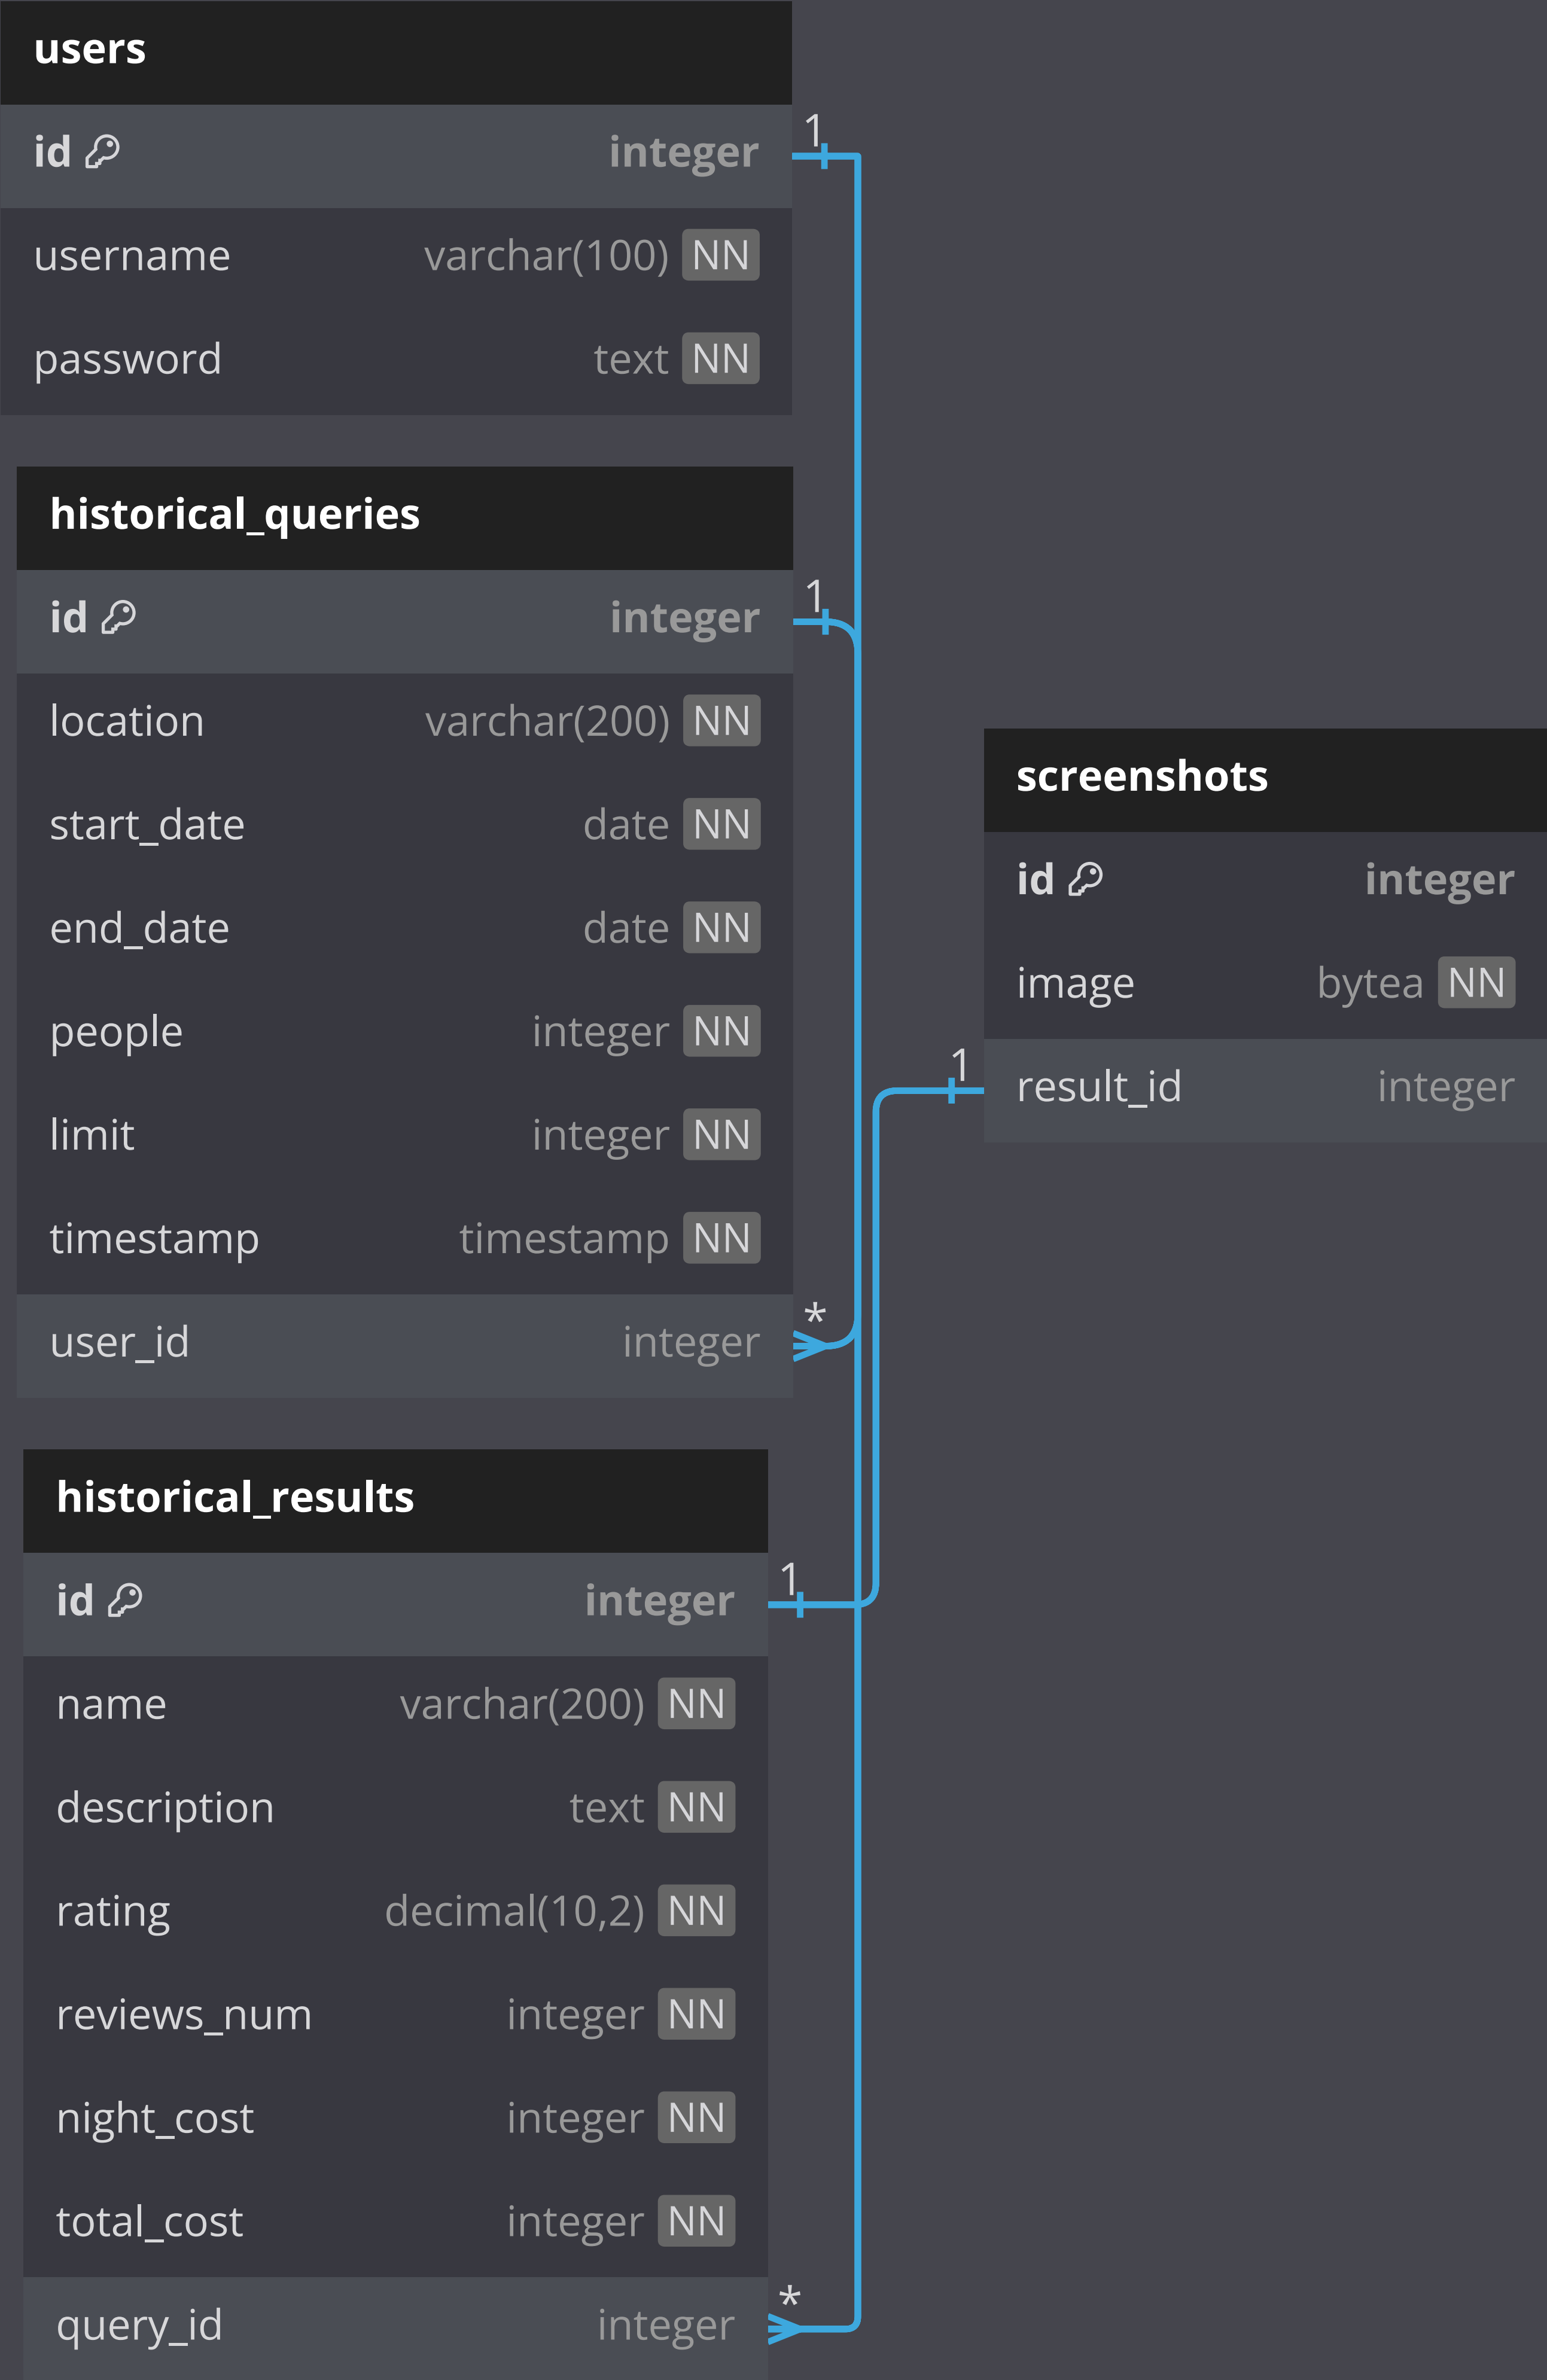 users
id integer
username varchar(100) NN
password text NN
1
historical_queries
id integer
location varchar(200) NN
start_date date NN
end_date date NN
people integer NN
limit integer NN
timestamp timestamp NN
user_id integer
1
*
screenshots
id integer
image bytea NN
result_id integer
1
historical_results
id integer
name varchar(200) NN
description text NN
rating decimal(10,2) NN
reviews_num integer NN
night_cost integer NN
total_cost integer NN
query_id integer
1
*